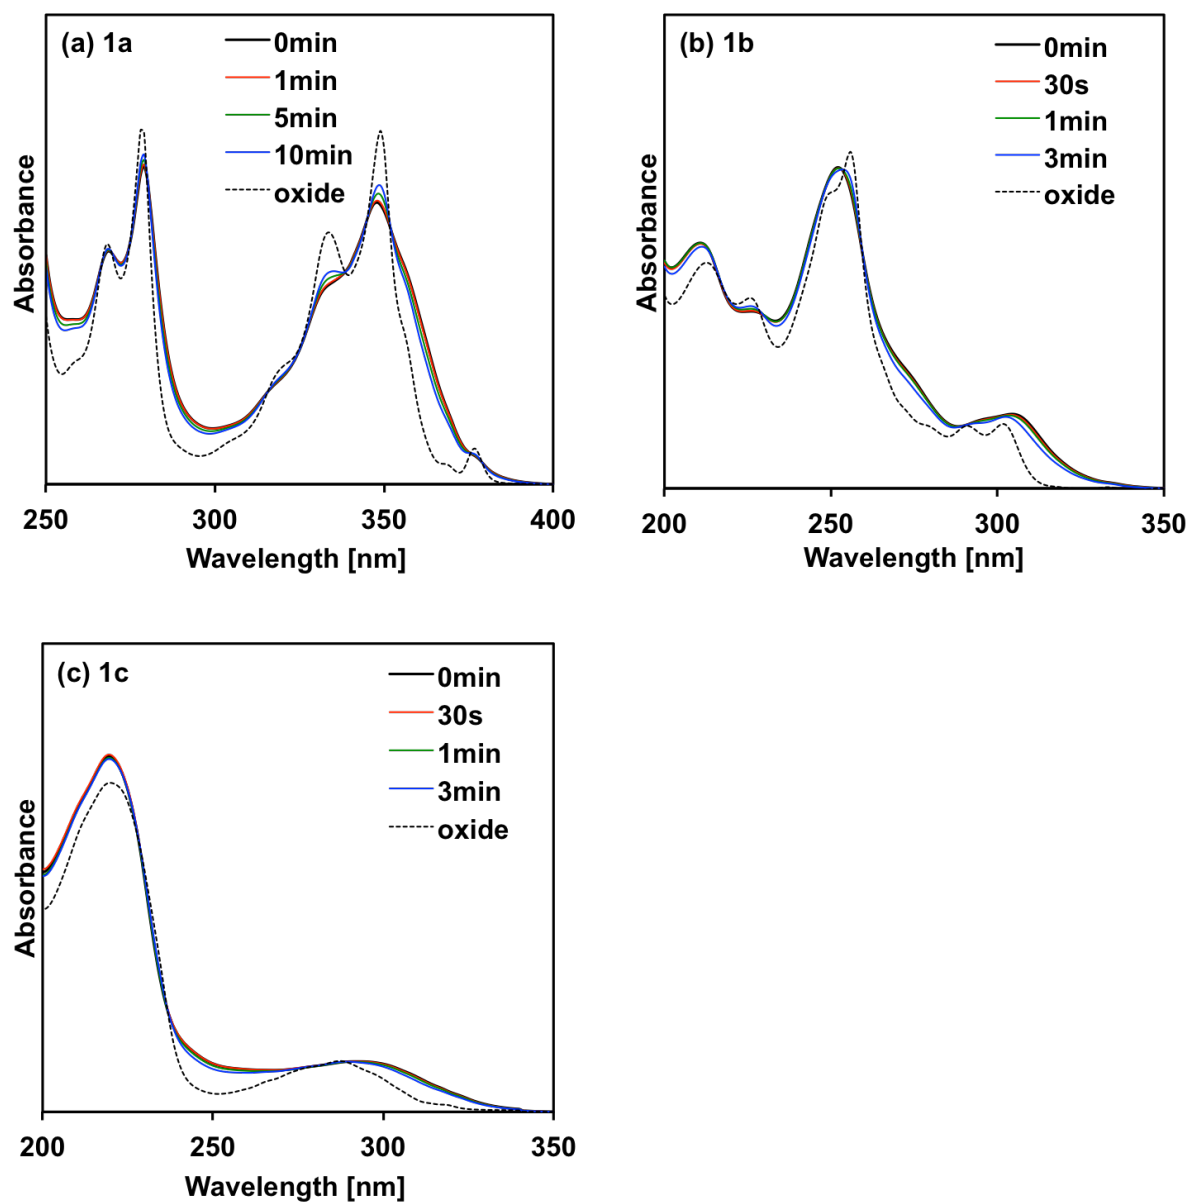 (a) 1a
0min
1min
5min
10min
oxide
Absorbance
250 300 350 400
Wavelength [nm]
(b) 1b
0min
30s
1min
3min
oxide
Absorbance
200 250 300 350
Wavelength [nm]
(c) 1c
0min
30s
1min
3min
oxide
Absorbance
200 250 300 350
Wavelength [nm]